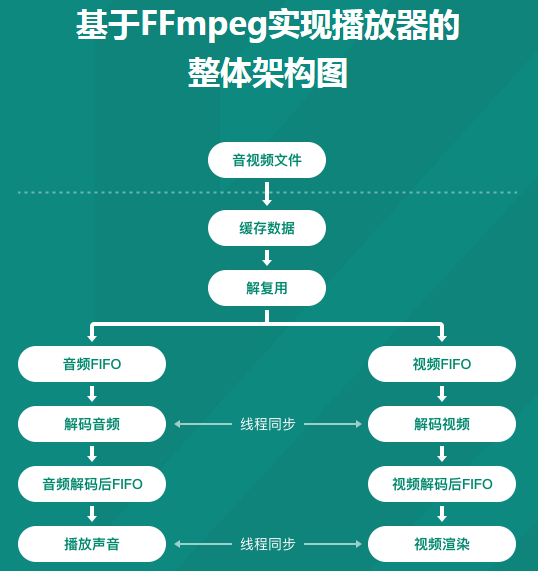 基于FFmpeg实现播放器的
整体架构图
音视频文件
缓存数据
解复用
音频FIFO
视频FIFO
解码音频
线程同步
解码视频
音频解码后FIFO
视频解码后FIFO
播放声音
线程同步
视频渲染